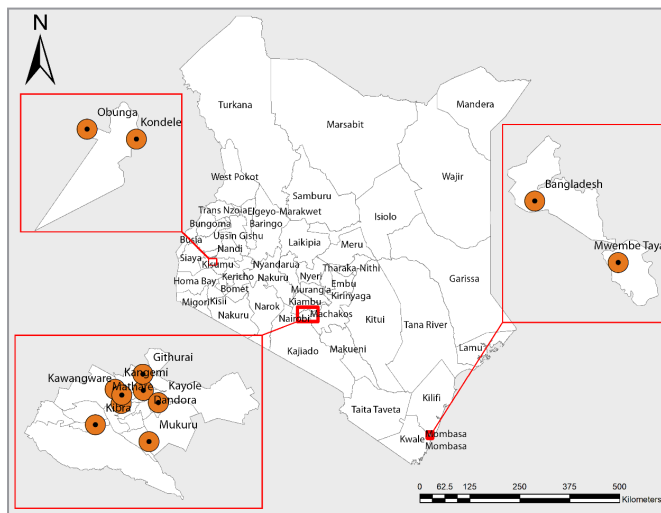 N
Obunga
Kondele
Turkana
Marsabit
Mandera
Wajir
West Pokot
Samburu
Isiolo
Trans Nzoia
Elgeyo-Marakwet
Bungoma
Baringo
Uasin Gishu
Busia
Nandi
Laikipia
Meru
Siaya
Kisumu
Nyandarua
Tharaka-Nithi
Kericho
Nakuru
Nyeri
Homa Bay
Bomet
Embu
Murang'a
Kirinyaga
Migori
Kisii
Narok
Kiambu
Nakuru
Nairobi
Machakos
Kitui
Garissa
Tana River
Kajiado
Makueni
Lamu
Taita Taveta
Kilifi
Kwale
Mombasa
Mombasa
Bangladesh
Mwembe Taya
Githurai
Kangemi
Kawangware
Mathare
Kayole
Kibra
Dandora
Mukuru
0 62.5 125 250 375 500
Kilometers